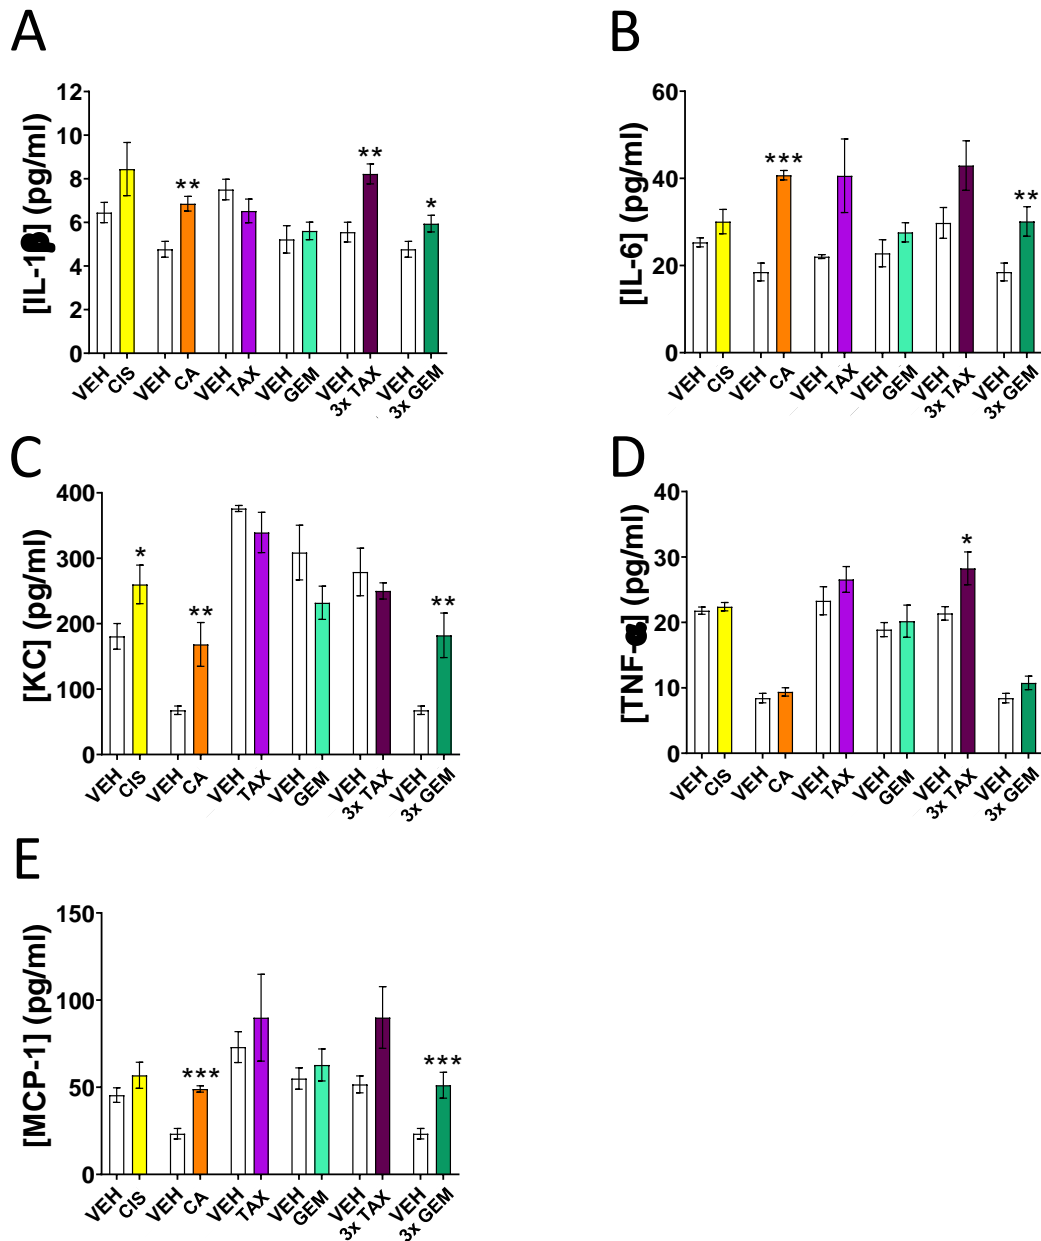 A
[IL-1β] (pg/ml)
12
10
8
6
4
2
0
**
**
*
VEH CIS VEH CA VEH TAX VEH GEM VEH 3x TAX VEH 3x GEM
B
[IL-6] (pg/ml)
60
40
20
0
***
**
VEH CIS VEH CA VEH TAX VEH GEM VEH 3x TAX VEH 3x GEM
C
[KC] (pg/ml)
400
300
200
100
0
*
**
**
VEH CIS VEH CA VEH TAX VEH GEM VEH 3x TAX VEH 3x GEM
D
[TNF-α] (pg/ml)
40
30
20
10
0
*
VEH CIS VEH CA VEH TAX VEH GEM VEH 3x TAX VEH 3x GEM
E
[MCP-1] (pg/ml)
150
100
50
0
***
***
VEH CIS VEH CA VEH TAX VEH GEM VEH 3x TAX VEH 3x GEM